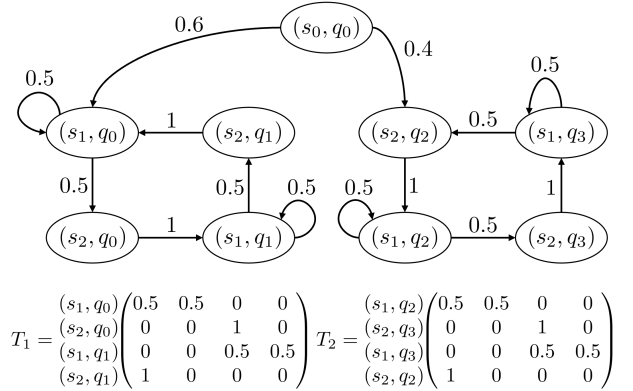 (s₀, q₀)
0.6
0.4
0.5
0.5
(s₁, q₀)
1
(s₂, q₁)
(s₂, q₂)
0.5
(s₁, q₃)
0.5
0.5
0.5
0.5
1
1
(s₂, q₀)
1
(s₁, q₁)
(s₁, q₂)
0.5
(s₂, q₃)
(s₁, q₀) 0.5 0.5 0 0
(s₂, q₀) 0 0 1 0
(s₁, q₁) 0 0 0.5 0.5
(s₂, q₁) 1 0 0 0
T₁ =
(s₁, q₂) 0.5 0.5 0 0
(s₂, q₃) 0 0 1 0
(s₁, q₃) 0 0 0.5 0.5
(s₂, q₂) 1 0 0 0
T₂ =